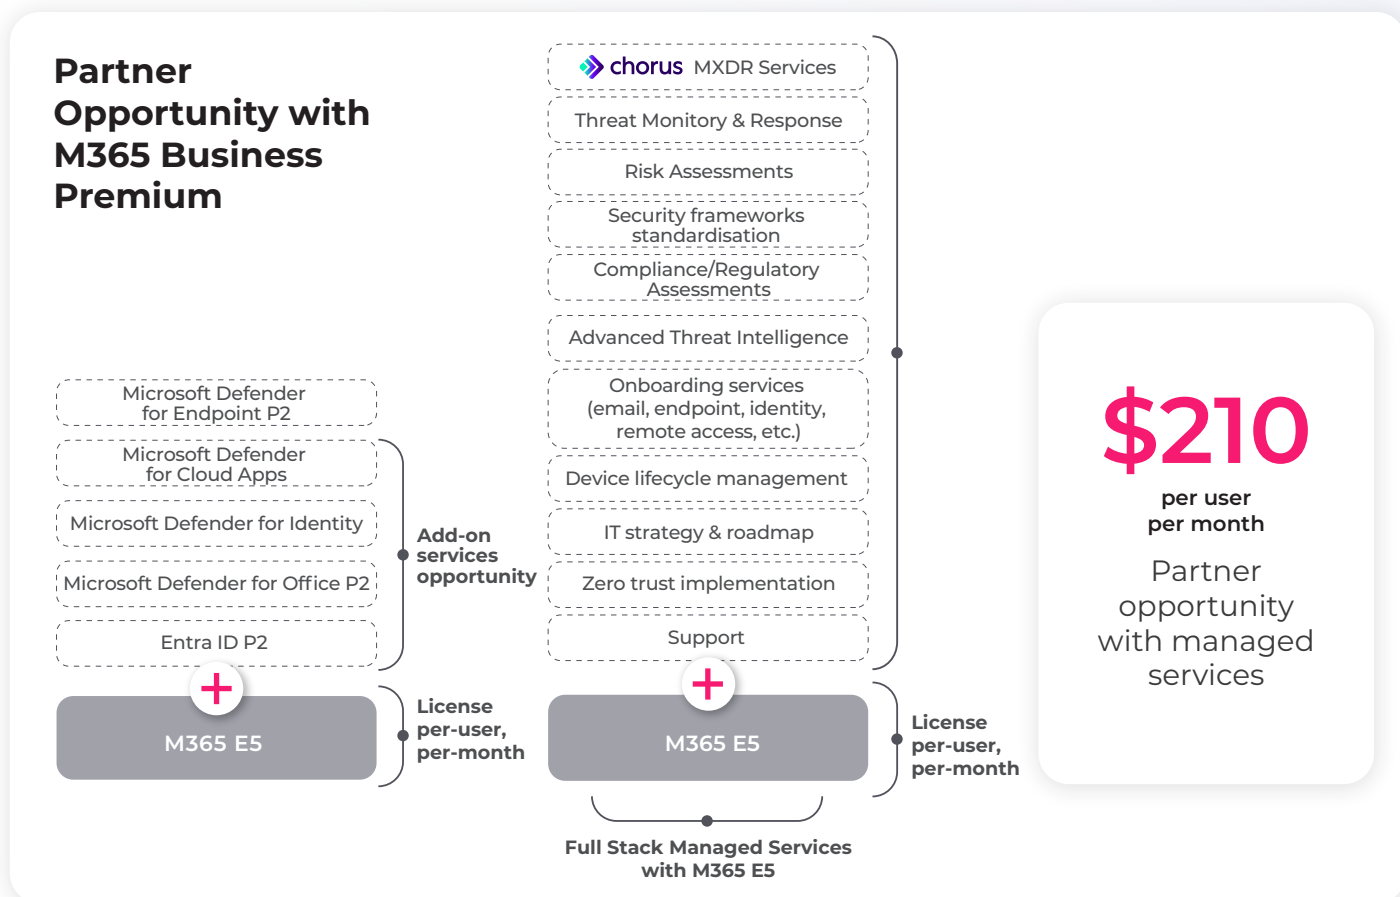 Partner
Opportunity with
M365 Business
Premium
Microsoft Defender
for Endpoint P2
Microsoft Defender
for Cloud Apps
Microsoft Defender for Identity
Microsoft Defender for Office P2
Entra ID P2
+
M365 E5
Add-on
services
opportunity
License
per-user,
per-month
chorus MXDR Services
Threat Monitory & Response
Risk Assessments
Security frameworks
standardisation
Compliance/Regulatory
Assessments
Advanced Threat Intelligence
Onboarding services
(email, endpoint, identity,
remote access, etc.)
Device lifecycle management
IT strategy & roadmap
Zero trust implementation
Support
+
M365 E5
License
per-user,
per-month
Full Stack Managed Services
with M365 E5
$210
per user
per month
Partner
opportunity
with managed
services